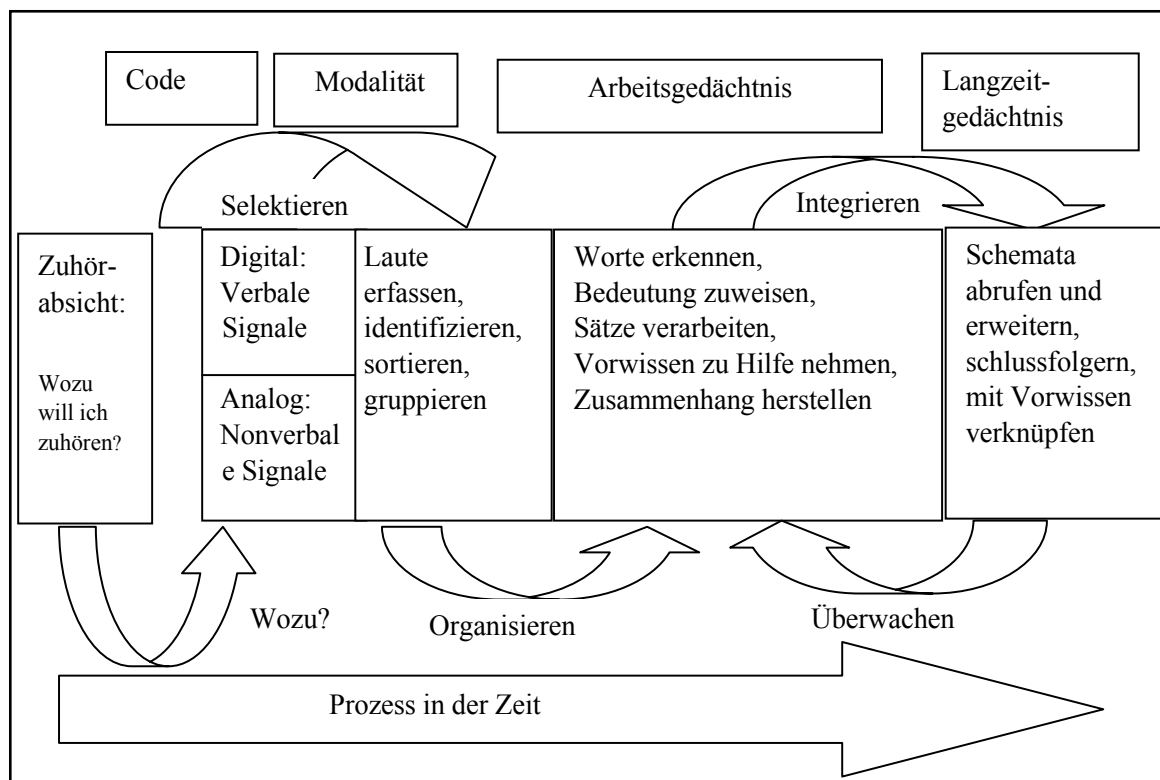 Code
Modalität
Arbeitsgedächtnis
Langzeit-
gedächtnis
Selektieren
Integrieren
Zuhör-
absicht:
Wozu
will ich
zuhören?
Digital:
Verbale
Signale
Analog:
Nonverbal
e Signale
Laute
erfassen,
identifizieren,
sortieren,
gruppieren
Worte erkennen,
Bedeutung zuweisen,
Sätze verarbeiten,
Vorwissen zu Hilfe nehmen,
Zusammenhang herstellen
Schemata
abrufen und
erweitern,
schlussfolgern,
mit Vorwissen
verknüpfen
Wozu?
Organisieren
Überwachen
Prozess in der Zeit